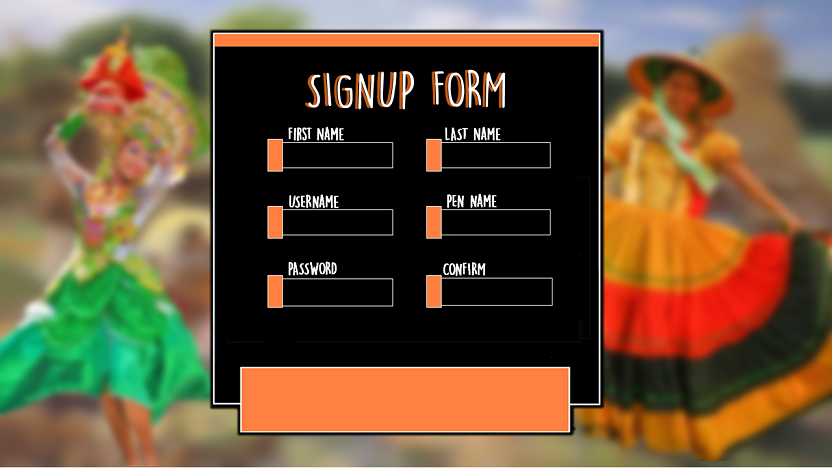 SIGNUP FORM
FIRST NAME LAST NAME
USERNAME PEN NAME
PASSWORD CONFIRM